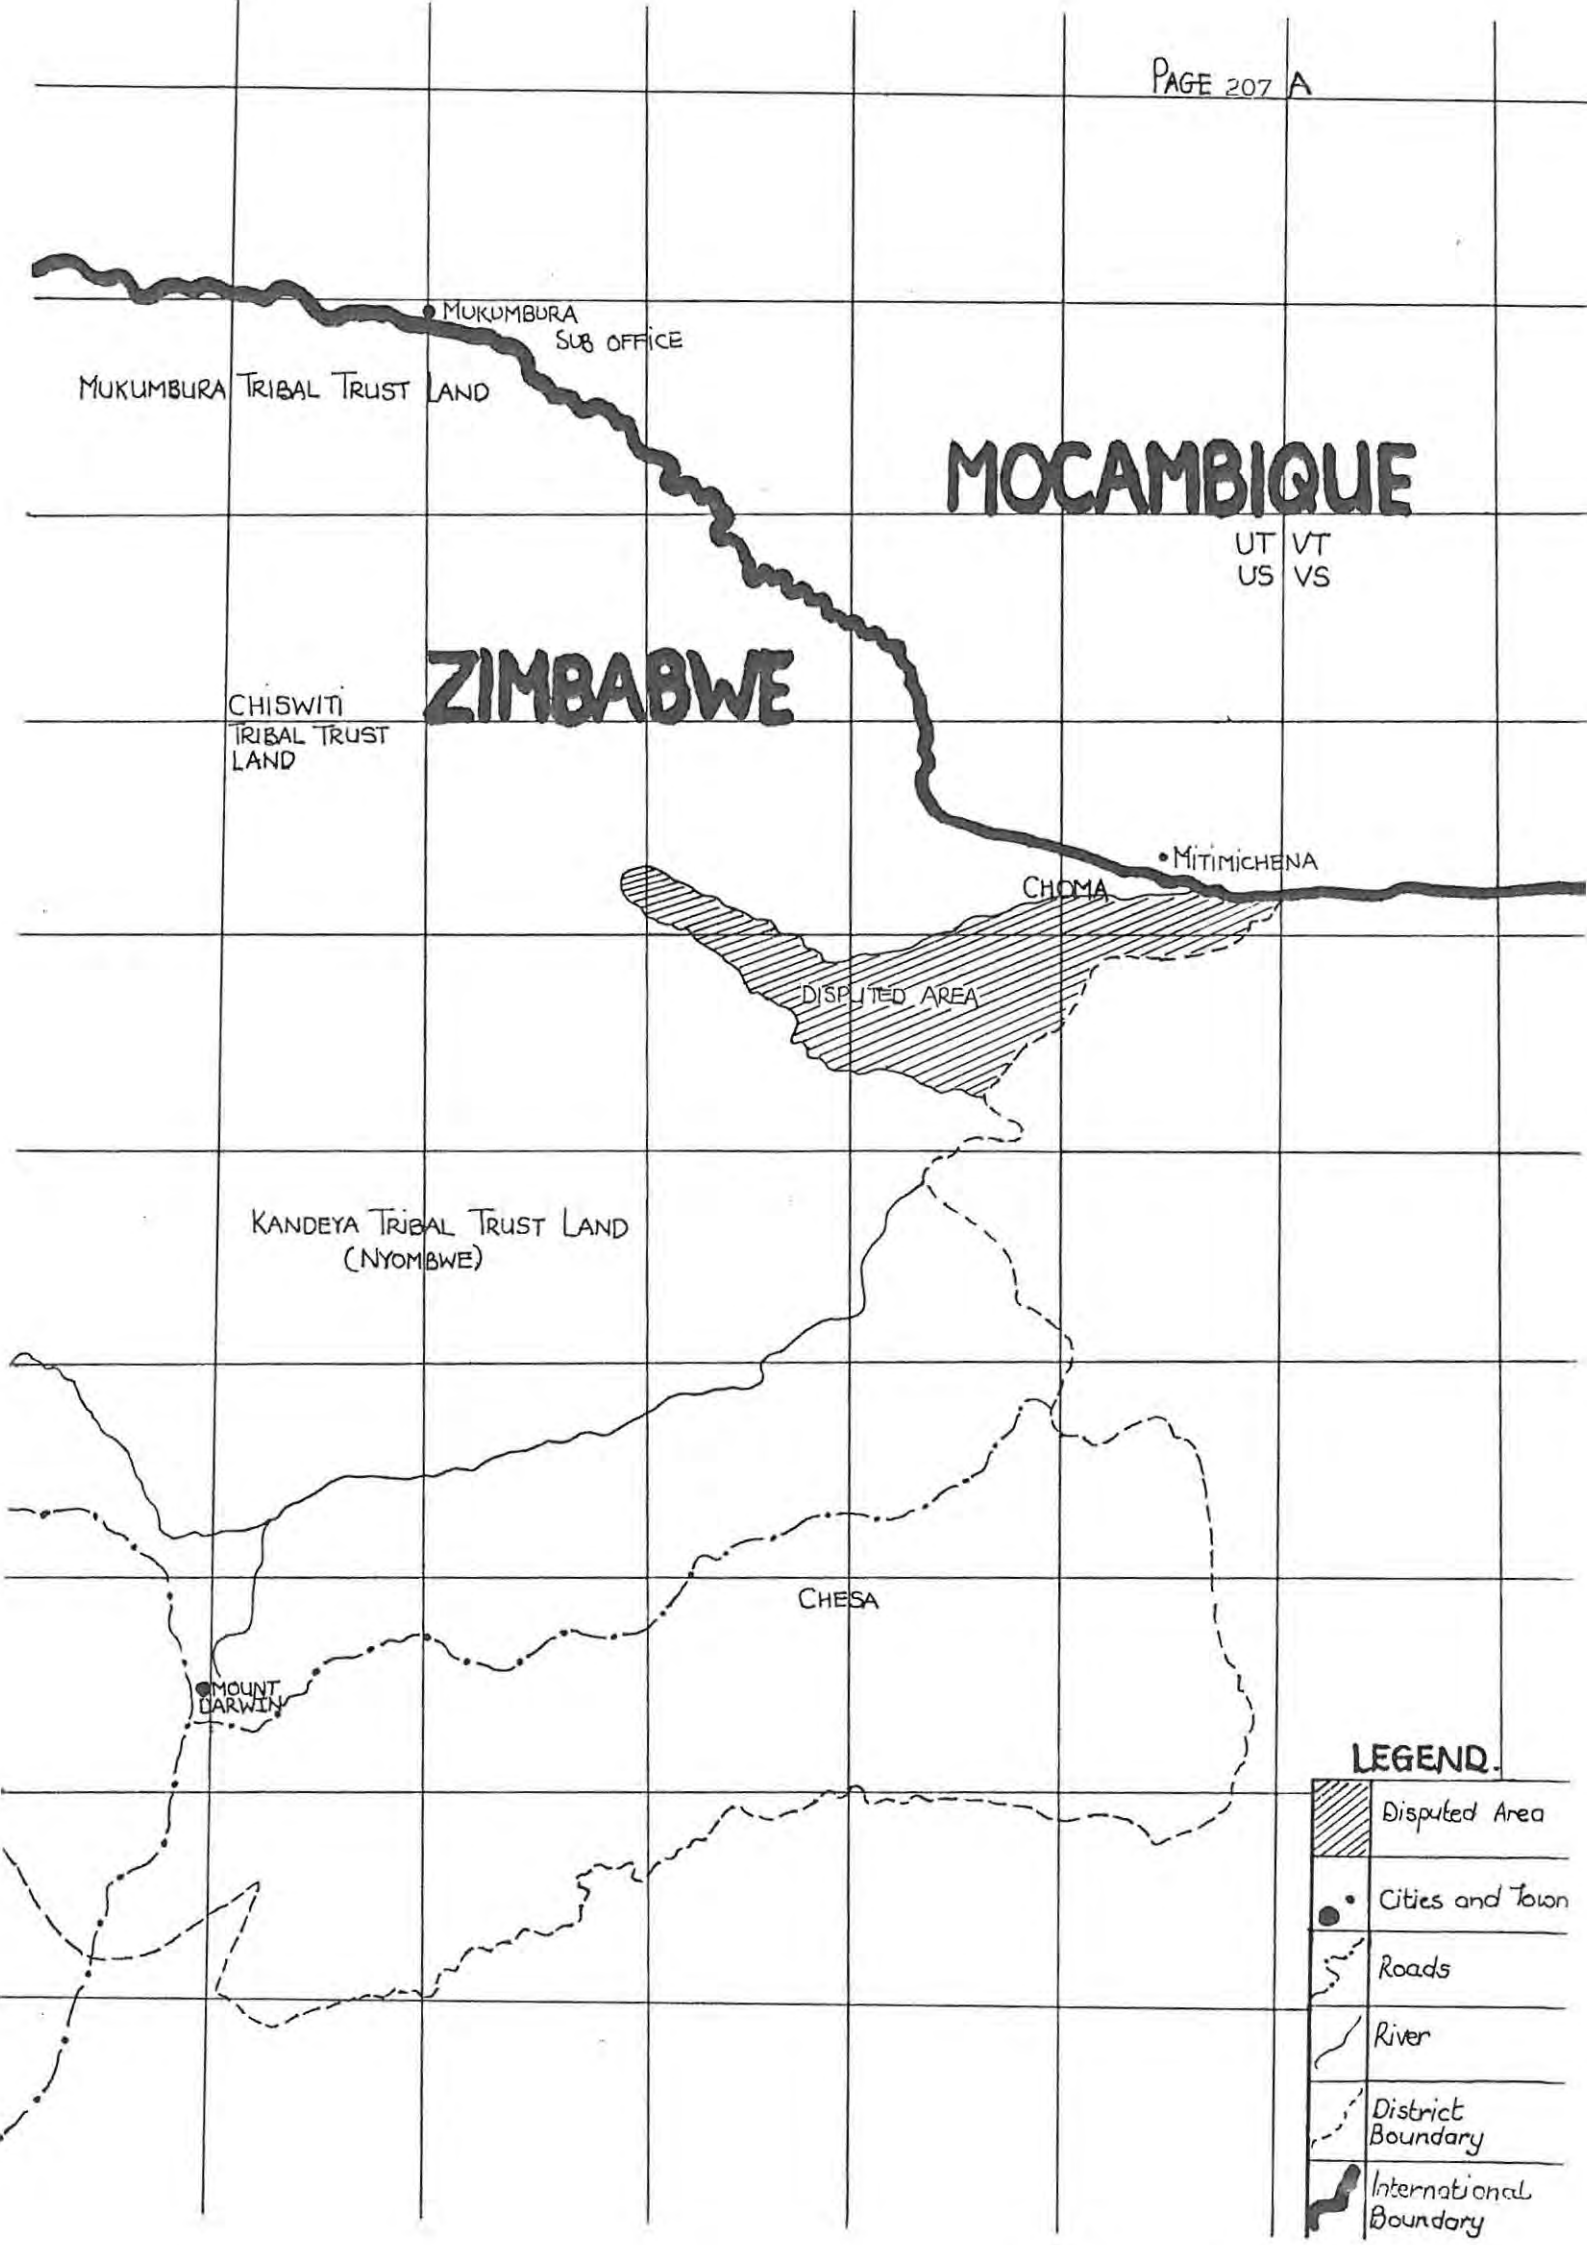 PAGE 207 A
MUKUMBURA
SUB OFFICE
MUKUMBURA TRIBAL TRUST LAND
MOCAMBIQUE
UT VT
US VS
ZIMBABWE
CHISWITI
TRIBAL TRUST
LAND
MITIMICHENA
CHOMA
DISPUTED AREA
KANDEYA TRIBAL TRUST LAND
(NYOMBWE)
CHESA
MOUNT
DARWIN
LEGEND.
Disputed Area
Cities and Town
Roads
River
District
Boundary
International
Boundary